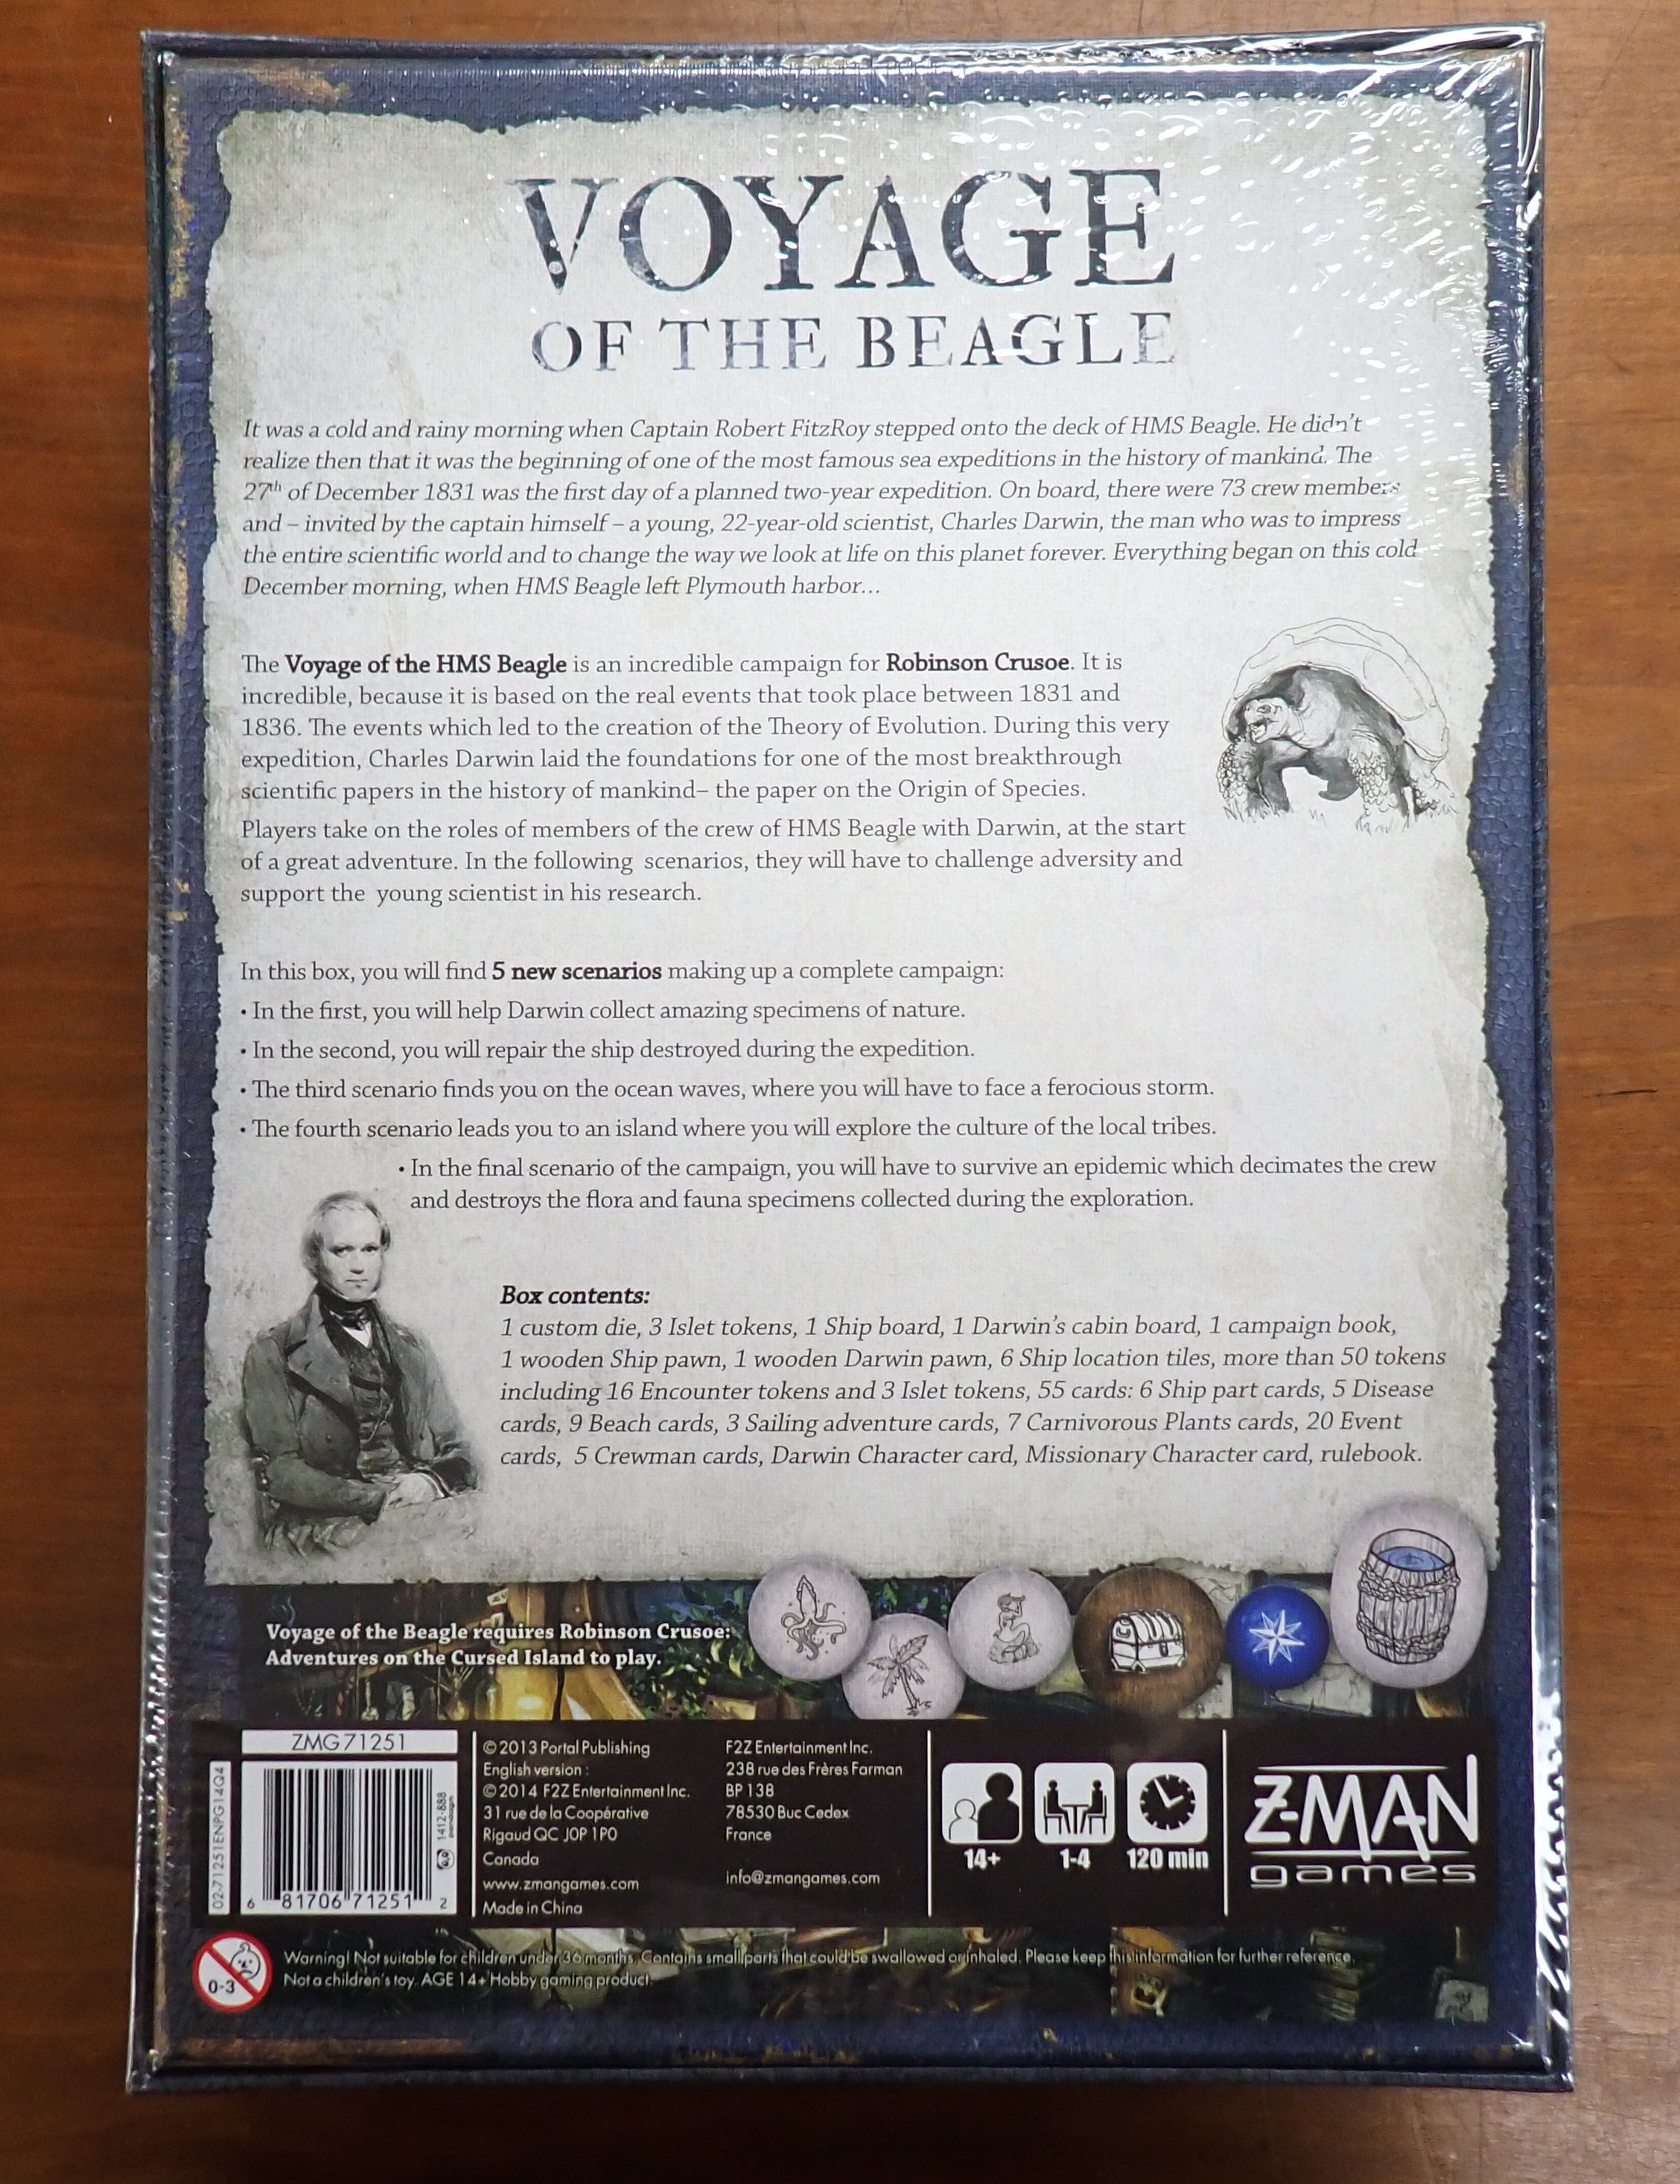 VOYAGE
OF THE BEAGLE
It was a cold and rainy morning when Captain Robert FitzRoy stepped onto the deck of HMS Beagle. He didn't
realize then that it was the beginning of one of the most famous sea expeditions in the history of mankind. The
27th of December 1831 was the first day of a planned two-year expedition. On board, there were 73 crew members
and – invited by the captain himself – a young, 22-year-old scientist, Charles Darwin, the man who was to impress
the entire scientific world and to change the way we look at life on this planet forever. Everything began on this cold
December morning, when HMS Beagle left Plymouth harbor...
The Voyage of the HMS Beagle is an incredible campaign for Robinson Crusoe. It is
incredible, because it is based on the real events that took place between 1831 and
1836. The events which led to the creation of the Theory of Evolution. During this very
expedition, Charles Darwin laid the foundations for one of the most breakthrough
scientific papers in the history of mankind– the paper on the Origin of Species.
Players take on the roles of members of the crew of HMS Beagle with Darwin, at the start
of a great adventure. In the following scenarios, they will have to challenge adversity and
support the young scientist in his research.
In this box, you will find 5 new scenarios making up a complete campaign:
• In the first, you will help Darwin collect amazing specimens of nature.
• In the second, you will repair the ship destroyed during the expedition.
• The third scenario finds you on the ocean waves, where you will have to face a ferocious storm.
• The fourth scenario leads you to an island where you will explore the culture of the local tribes.
• In the final scenario of the campaign, you will have to survive an epidemic which decimates the crew
and destroys the flora and fauna specimens collected during the exploration.
Box contents:
1 custom die, 3 Islet tokens, 1 Ship board, 1 Darwin's cabin board, 1 campaign book,
1 wooden Ship pawn, 1 wooden Darwin pawn, 6 Ship location tiles, more than 50 tokens
including 16 Encounter tokens and 3 Islet tokens, 55 cards: 6 Ship part cards, 5 Disease
cards, 9 Beach cards, 3 Sailing adventure cards, 7 Carnivorous Plants cards, 20 Event
cards, 5 Crewman cards, Darwin Character card, Missionary Character card, rulebook.
Voyage of the Beagle requires Robinson Crusoe:
Adventures on the Cursed Island to play.
ZMG71251
02-71251ENPG14Q4
1412-888
6 81706 71251 2
©2013 Portal Publishing
English version :
©2014 F2Z Entertainment Inc.
31 rue de la Coopérative
Rigaud QC J0P 1P0
Canada
www.zmangames.com
Made in China
F2Z Entertainment Inc.
238 rue des Frères Farman
BP 138
78530 Buc Cedex
France
info@zmangames.com
14+
1-4
120 min
Z-MAN
games
0-3
Warning! Not suitable for children under 36 months. Contains small parts that could be swallowed or inhaled. Please keep this information for further reference.
Not a children's toy. AGE 14+ Hobby gaming product.